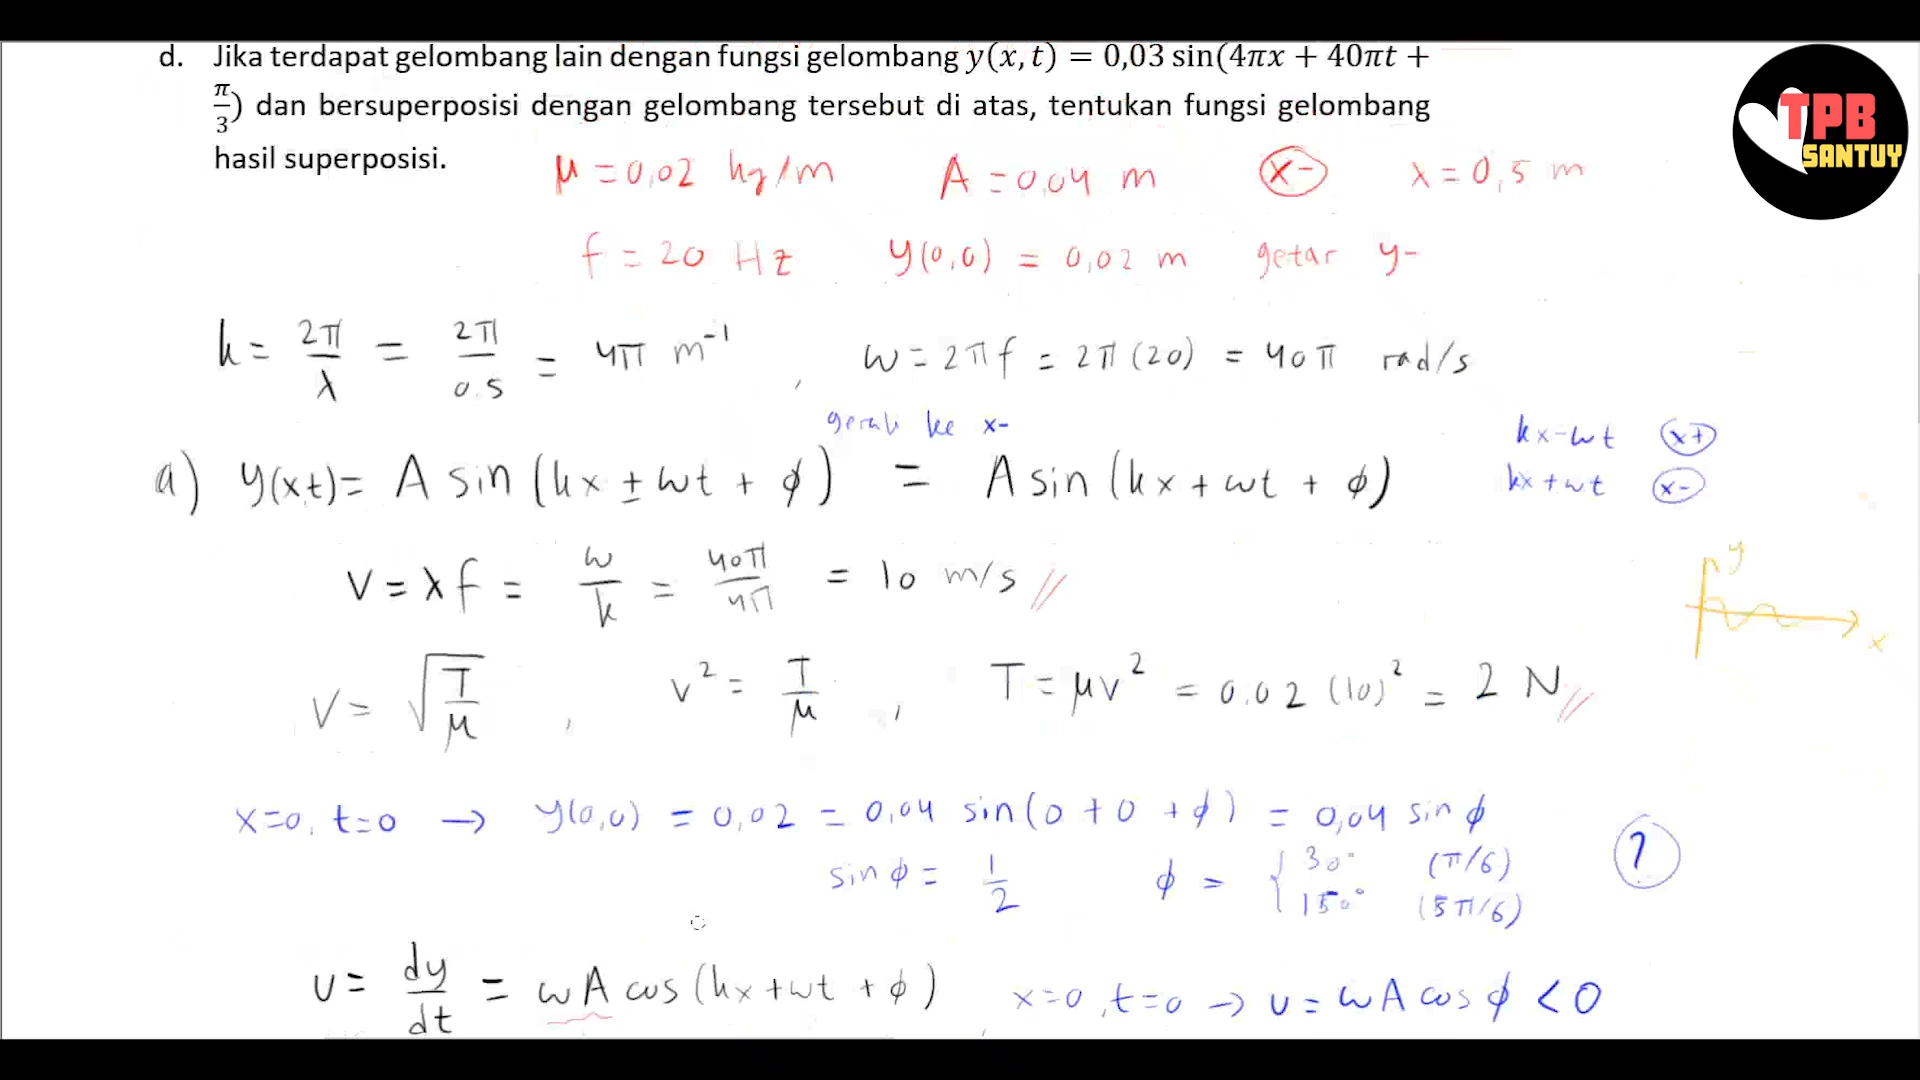 d. Jika terdapat gelombang lain dengan fungsi gelombang y(x, t) = 0,03 sin(4πx + 40πt +
π/3) dan bersuperposisi dengan gelombang tersebut di atas, tentukan fungsi gelombang
hasil superposisi.
TPB
SANTUY
μ = 0,02 kg/m A = 0,04 m x- λ = 0,5 m
f = 20 Hz y(0,0) = 0,02 m getar y-
k = 2π/λ = 2π/0.5 = 4π m⁻¹ , ω = 2πf = 2π(20) = 40π rad/s
gerak ke x-
kx-ωt x+
a) y(x,t) = A sin(kx ± ωt + φ) = A sin(kx + ωt + φ)
kx+ωt x-
v = λf = ω/k = 40π/4π = 10 m/s //
y
x
v = √(T/μ) , v² = T/μ , T = μv² = 0.02 (10)² = 2 N //
x=0, t=0 → y(0,0) = 0,02 = 0,04 sin(0 + 0 + φ) = 0,04 sin φ
sin φ = 1/2 φ = { 30° (π/6) ?
150° (5π/6)
u = dy/dt = ωA cos(kx+ωt+φ) x=0, t=0 → u = ωA cos φ < 0